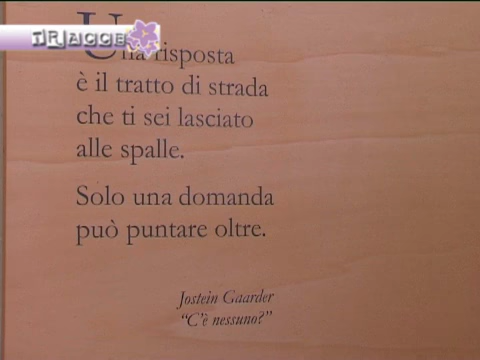 TRJAGGE
Una risposta
è il tratto di strada
che ti sei lasciato
alle spalle.
Solo una domanda
può puntare oltre.
Jostein Gaarder
“C'è nessuno?”